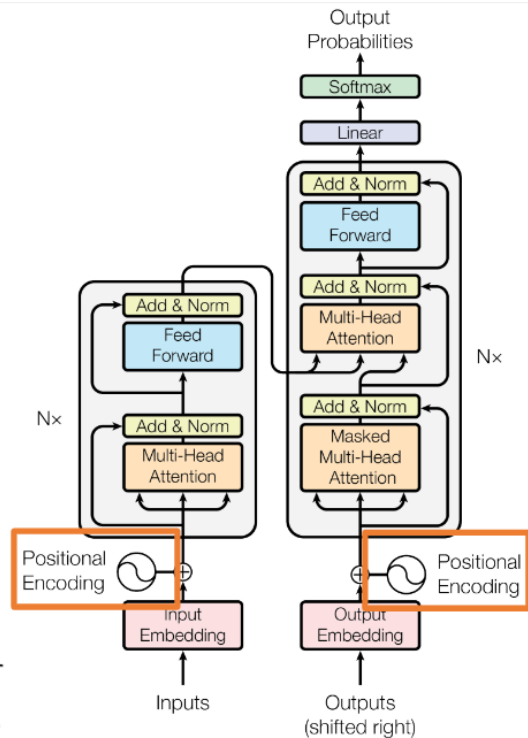 Output
Probabilities
Softmax
Linear
Add & Norm
Feed
Forward
Add & Norm
Multi-Head
Attention
Add & Norm
Masked
Multi-Head
Attention
Nx
Add & Norm
Feed
Forward
Add & Norm
Multi-Head
Attention
Nx
Positional
Encoding
Positional
Encoding
Input
Embedding
Output
Embedding
Inputs
Outputs
(shifted right)